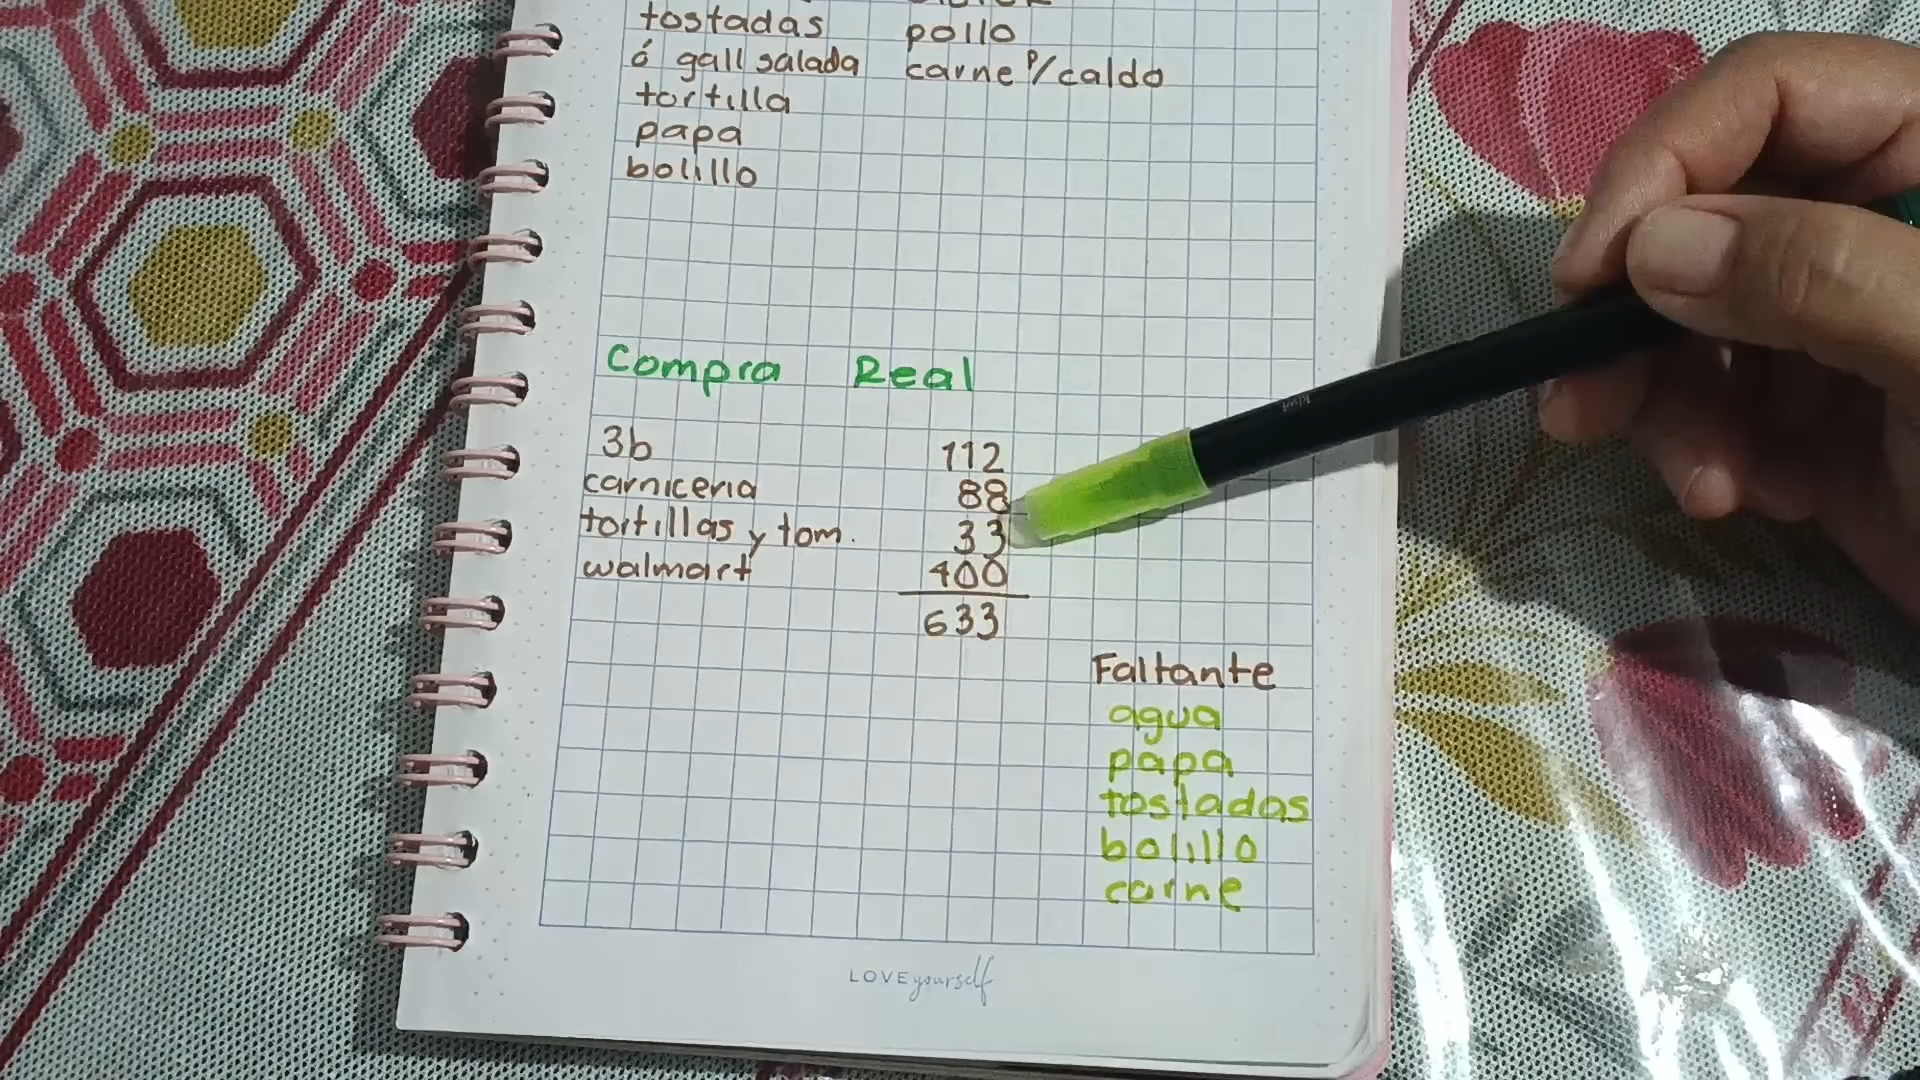 tostadas pollo
ó gall salada carne p/caldo
tortilla
papa
bolillo
Compra Real
3b 112
carniceria 88
tortillas y tom. 33
walmart 400
633
Faltante
agua
papa
tostadas
bolillo
carne
LOVE yourself